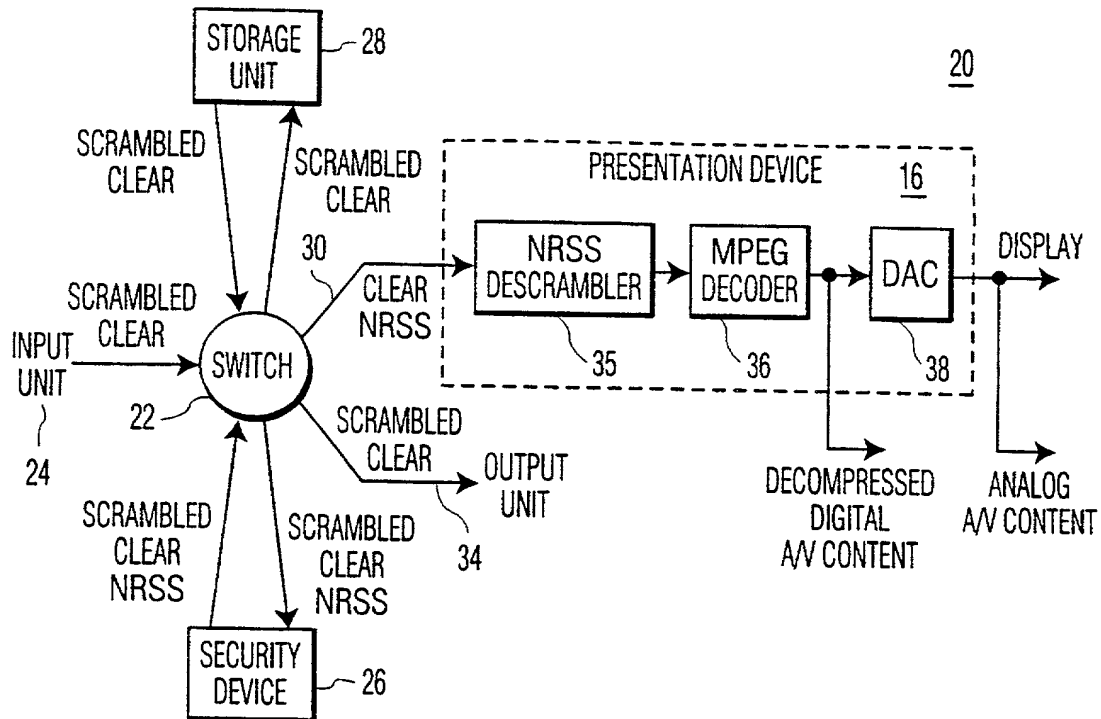 STORAGE
UNIT
28
20
SCRAMBLED
CLEAR
SCRAMBLED
CLEAR
PRESENTATION DEVICE
16
30
NRSS
DESCRAMBLER
MPEG
DECODER
DAC
DISPLAY
CLEAR
NRSS
35
36
38
SCRAMBLED
CLEAR
INPUT
UNIT
24
SWITCH
22
SCRAMBLED
CLEAR
OUTPUT
UNIT
34
DECOMPRESSED
DIGITAL
A/V CONTENT
ANALOG
A/V CONTENT
SCRAMBLED
CLEAR
NRSS
SCRAMBLED
CLEAR
NRSS
SECURITY
DEVICE
26